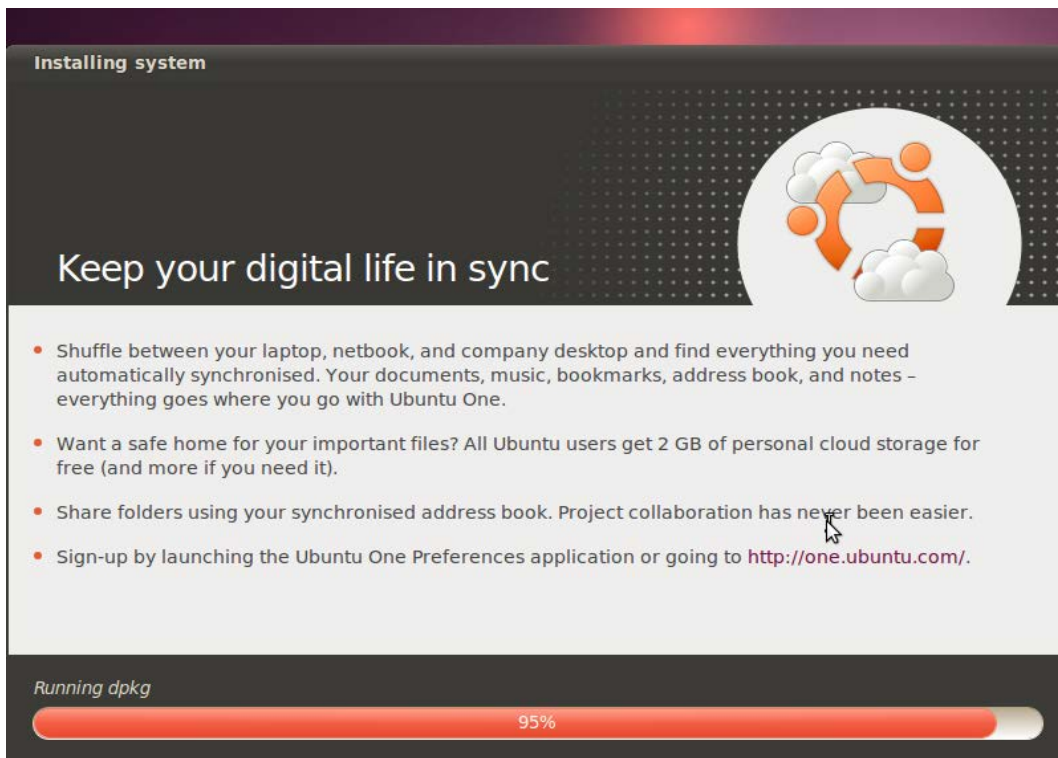 Installing system
Keep your digital life in sync
• Shuffle between your laptop, netbook, and company desktop and find everything you need
automatically synchronised. Your documents, music, bookmarks, address book, and notes –
everything goes where you go with Ubuntu One.
• Want a safe home for your important files? All Ubuntu users get 2 GB of personal cloud storage for
free (and more if you need it).
• Share folders using your synchronised address book. Project collaboration has never been easier.
• Sign-up by launching the Ubuntu One Preferences application or going to http://one.ubuntu.com/.
Running dpkg
95%